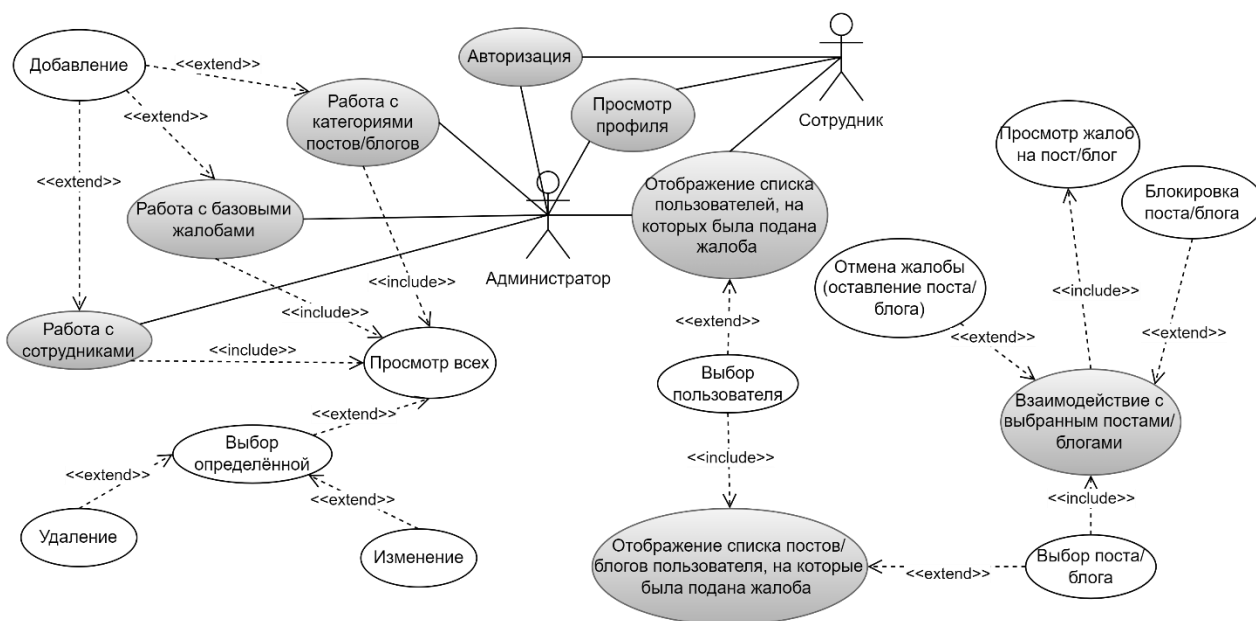 Добавление
<<extend>>
<<extend>>
<<extend>>
Работа с
категориями
постов/блогов
Авторизация
Просмотр
профиля
Сотрудник
Работа с базовыми
жалобами
Администратор
Отображение списка
пользователей, на
которых была подана
жалоба
Просмотр жалоб
на пост/блог
Блокировка
поста/блога
Отмена жалобы
(оставление поста/
блога)
<<include>>
<<include>>
<<include>>
Работа с
сотрудниками
Просмотр всех
<<extend>>
<<include>>
<<extend>>
<<extend>>
Выбор
пользователя
Взаимодействие с
выбранным постами/
блогами
<<extend>>
Выбор
определённой
<<extend>>
<<extend>>
Удаление
Изменение
<<include>>
<<include>>
Отображение списка постов/
блогов пользователя, на которые
была подана жалоба
<<extend>>
Выбор поста/
блога